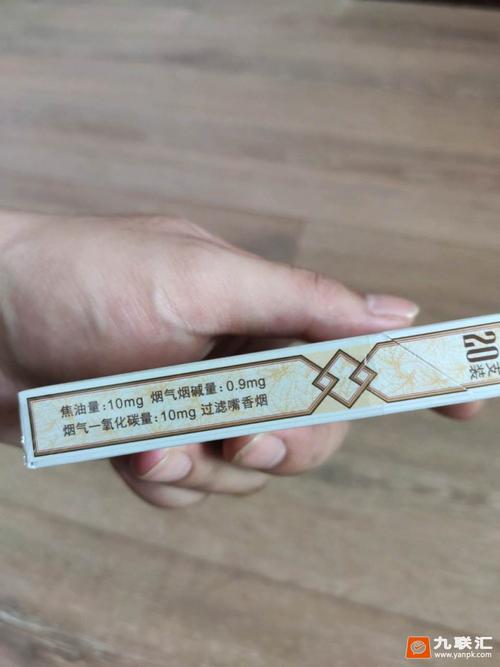 焦油量：10mg 烟气烟碱量：0.9mg
烟气一氧化碳量：10mg 过滤嘴香烟
20支装
九联汇
www.yanpk.com